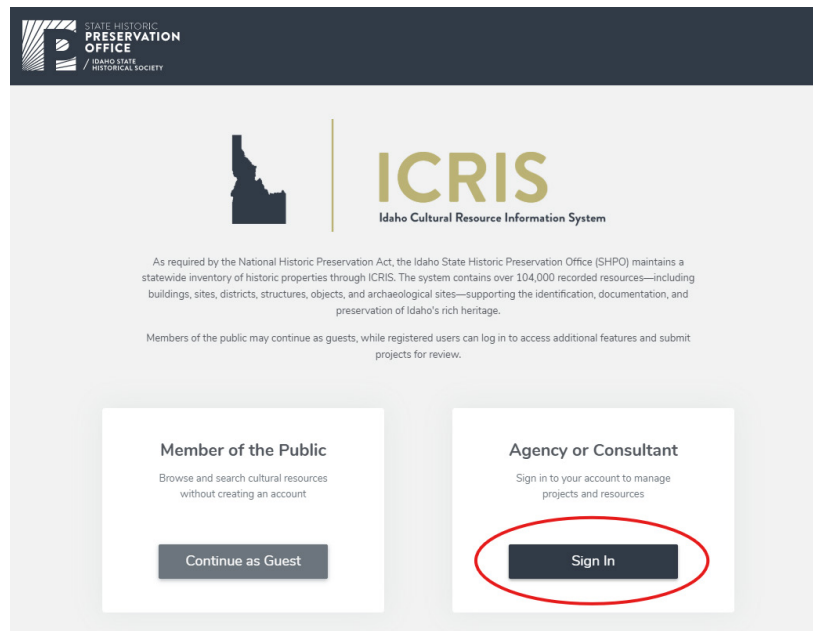 STATE HISTORIC
PRESERVATION
OFFICE
/ IDAHO STATE
HISTORICAL SOCIETY
ICRIS
Idaho Cultural Resource Information System
As required by the National Historic Preservation Act, the Idaho State Historic Preservation Office (SHPO) maintains a
statewide inventory of historic properties through ICRIS. The system contains over 104,000 recorded resources—including
buildings, sites, districts, structures, objects, and archaeological sites—supporting the identification, documentation, and
preservation of Idaho's rich heritage.
Members of the public may continue as guests, while registered users can log in to access additional features and submit
projects for review.
Member of the Public
Browse and search cultural resources
without creating an account
Continue as Guest
Agency or Consultant
Sign in to your account to manage
projects and resources
Sign In